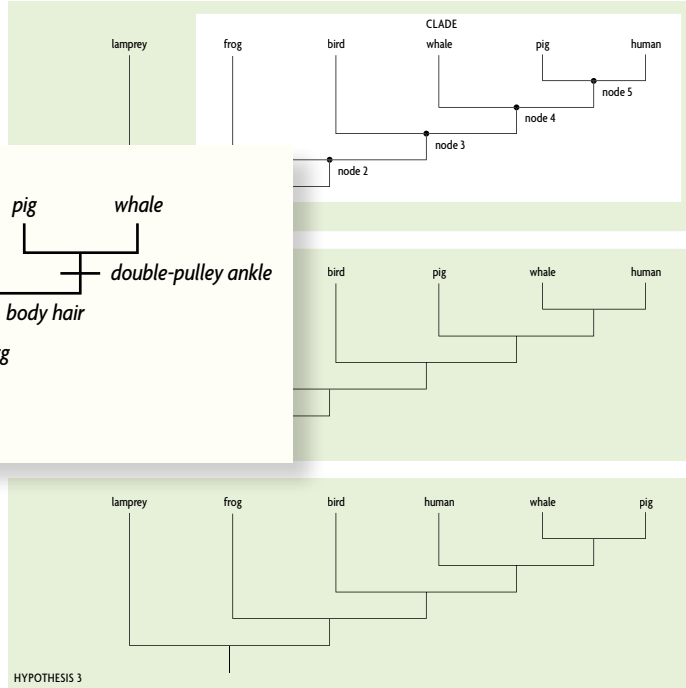 CLADE
lamprey frog bird whale pig human
node 5
node 4
node 3
node 2
pig whale
double-pulley ankle
body hair
bird pig whale human
lamprey frog bird human whale pig
HYPOTHESIS 3